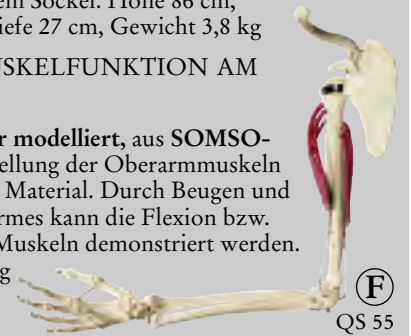 em Sockel. Höhe 86 cm,
iefe 27 cm, Gewicht 3,8 kg
USKELFUNKTION AM
r modelliert, aus SOMSO-
ellung der Oberarmmuskeln
Material. Durch Beugen und
rmes kann die Flexion bzw.
Muskeln demonstriert werden.
g
F
QS 55